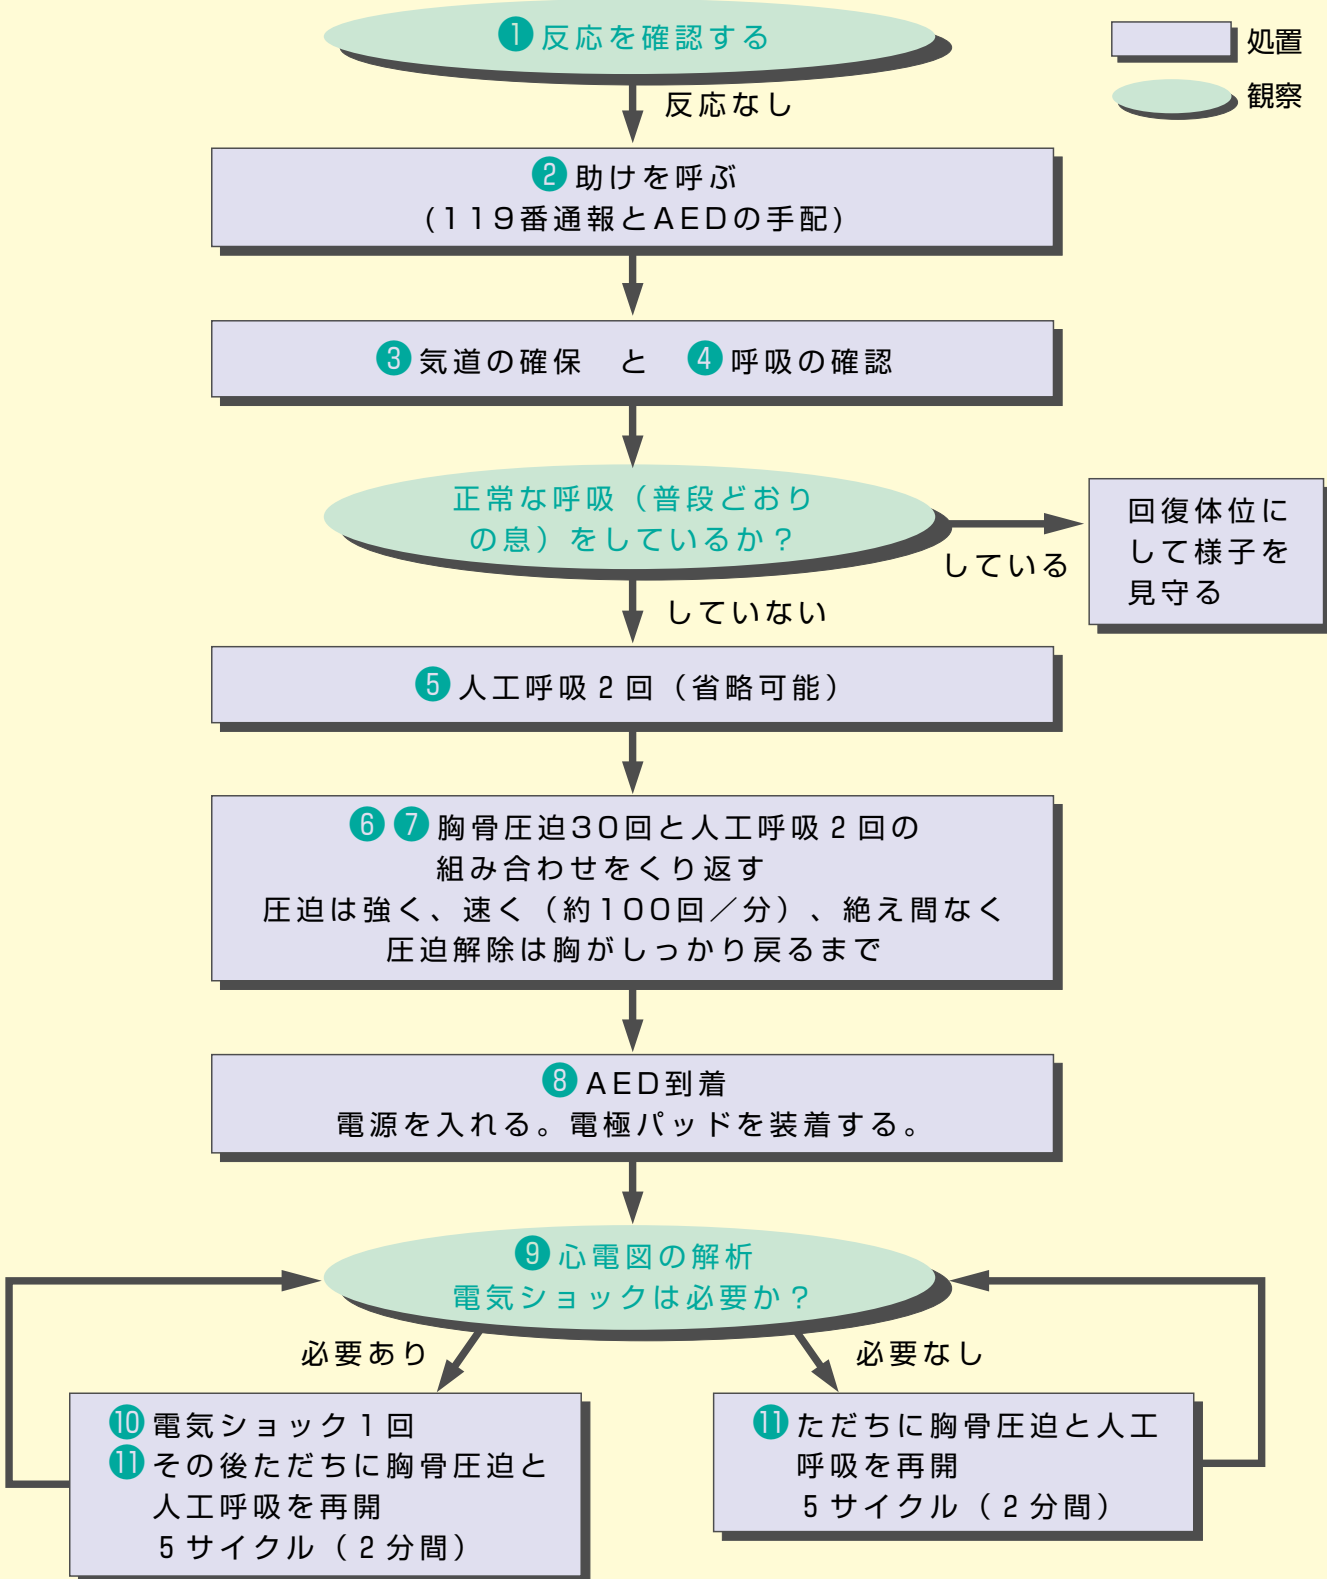 ❶反応を確認する
処置
観察
反応なし
❷助けを呼ぶ
(119番通報とAEDの手配)
❸気道の確保　と　❹呼吸の確認
正常な呼吸（普段どおり
の息）をしているか？
している
回復体位に
して様子を
見守る
していない
❺人工呼吸2回（省略可能）
❻❼胸骨圧迫30回と人工呼吸2回の
組み合わせをくり返す
圧迫は強く、速く（約100回／分）、絶え間なく
圧迫解除は胸がしっかり戻るまで
❽AED到着
電源を入れる。電極パッドを装着する。
❾心電図の解析
電気ショックは必要か？
必要あり
必要なし
❿電気ショック1回
⓫その後ただちに胸骨圧迫と
人工呼吸を再開
5サイクル（2分間）
⓫ただちに胸骨圧迫と人工
呼吸を再開
5サイクル（2分間）